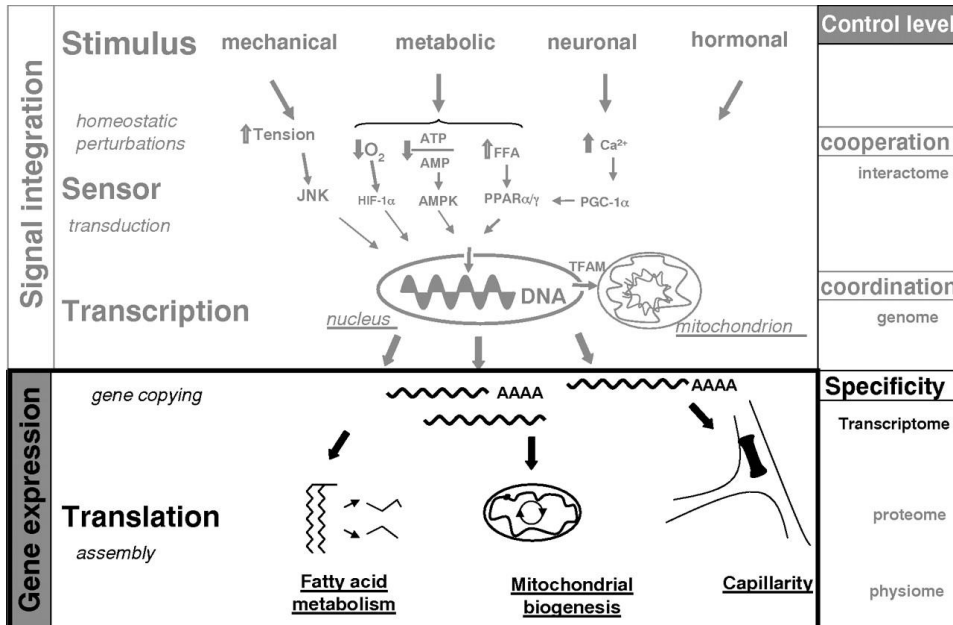 Signal integration
Stimulus
mechanical
metabolic
neuronal
hormonal
Control level
homeostatic
perturbations
⇧Tension
⇩O2
⇩ATP
AMP
⇧FFA
⇧ Ca2+
cooperation
interactome
Sensor
transduction
JNK
HIF-1α
AMPK
PPARα/γ
PGC-1α
Transcription
nucleus
DNA
TFAM
mitochondrion
coordination
genome
Gene expression
gene copying
AAAA
AAAA
Specificity
Transcriptome
Translation
assembly
proteome
Fatty acid
metabolism
Mitochondrial
biogenesis
Capillarity
physiome